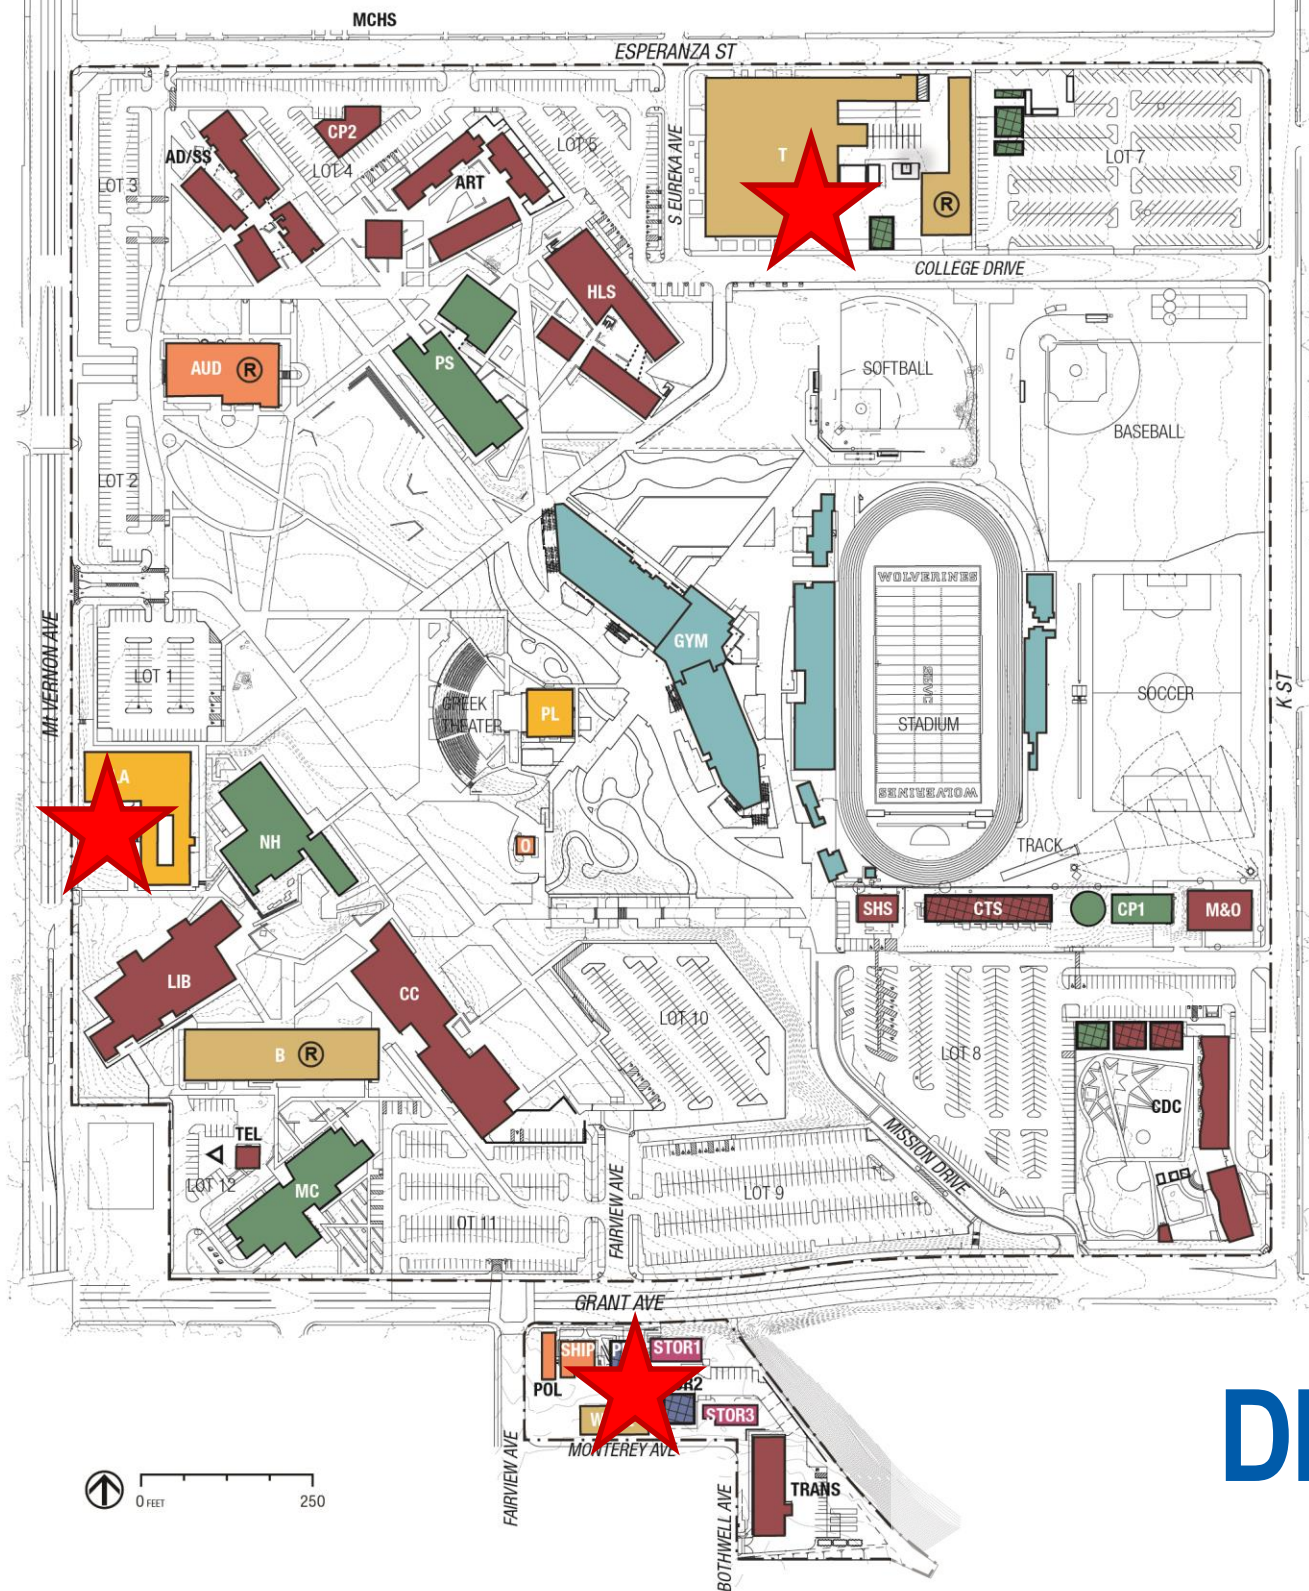 MCHS
ESPERANZA ST
CP2
AD/SS
LOT 5
LOT 4
ART
LOT 3
S EUREKA AVE
T
LOT 7
R
COLLEGE DRIVE
HLS
AUD R
PS
SOFTBALL
BASEBALL
LOT 2
WOLVERINES
MT VERNON AVE
GYM
LOT 1
GREEK
THEATER
PL
SBVC
STADIUM
SOCCER
K ST
WOLVERINES
NH
O
TRACK
SHS
CTS
CP1
M&O
LIB
CC
LOT 10
B R
LOT 8
CDC
TEL
MISSION DRIVE
LOT 12
MC
LOT 11
FAIRVIEW AVE
LOT 9
GRANT AVE
SHIP
STOR1
POL
STOR3
MONTEREY AVE
FAIRVIEW AVE
BOTHWELL AVE
TRANS
0 FEET 250